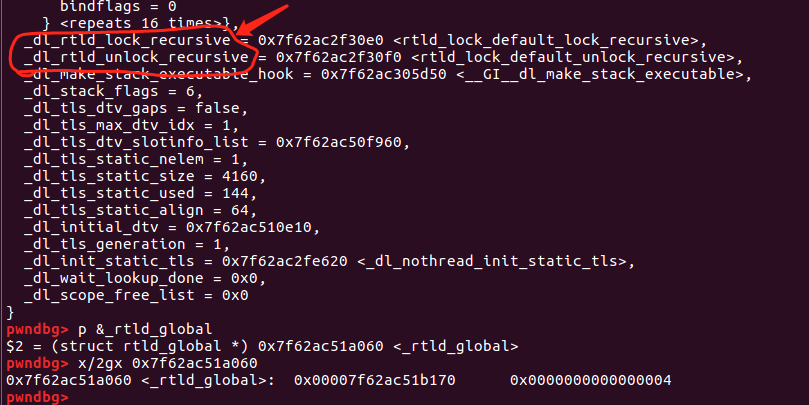 bindflags = 0
} <repeats 16 times>},
_dl_rtld_lock_recursive = 0x7f62ac2f30e0 <rtld_lock_default_lock_recursive>,
_dl_rtld_unlock_recursive = 0x7f62ac2f30f0 <rtld_lock_default_unlock_recursive>,
_dl_make_stack_executable_hook = 0x7f62ac305d50 <__GI__dl_make_stack_executable>,
_dl_stack_flags = 6,
_dl_tls_dtv_gaps = false,
_dl_tls_max_dtv_idx = 1,
_dl_tls_dtv_slotinfo_list = 0x7f62ac50f960,
_dl_tls_static_nelem = 1,
_dl_tls_static_size = 4160,
_dl_tls_static_used = 144,
_dl_tls_static_align = 64,
_dl_initial_dtv = 0x7f62ac510e10,
_dl_tls_generation = 1,
_dl_init_static_tls = 0x7f62ac2fe620 <_dl_nothread_init_static_tls>,
_dl_wait_lookup_done = 0x0,
_dl_scope_free_list = 0x0
}
pwndbg> p &_rtld_global
$2 = (struct rtld_global *) 0x7f62ac51a060 <_rtld_global>
pwndbg> x/2gx 0x7f62ac51a060
0x7f62ac51a060 <_rtld_global>: 0x00007f62ac51b170 0x0000000000000004
pwndbg>